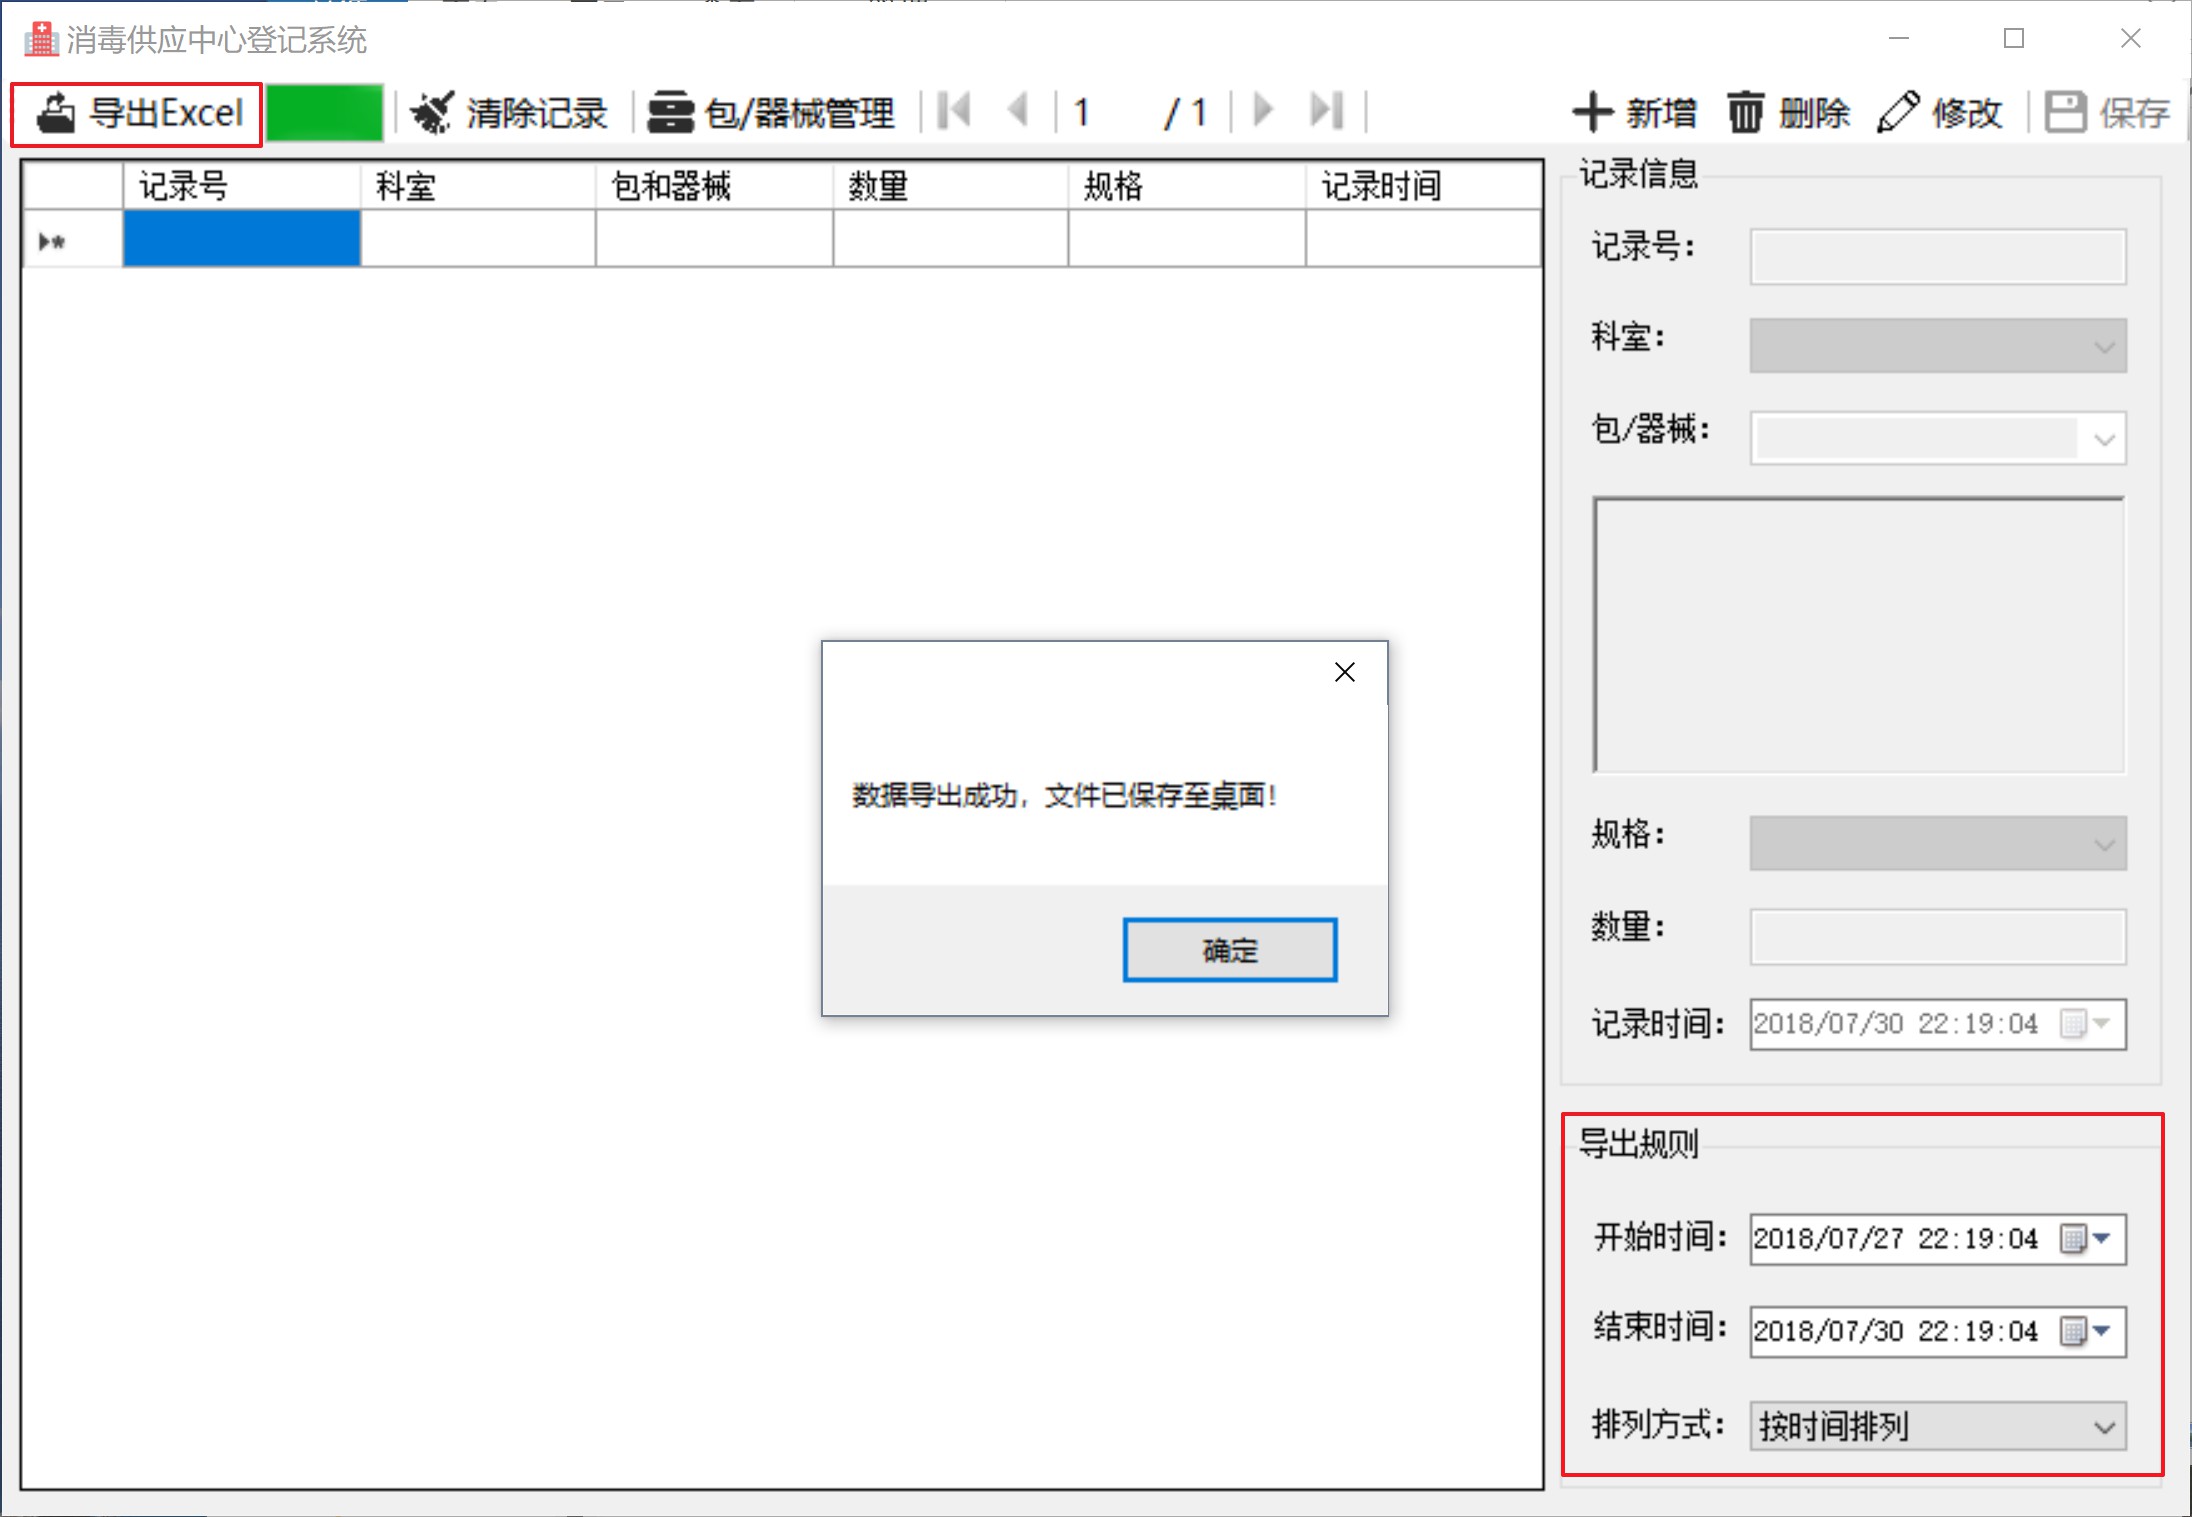 消毒供应中心登记系统
导出Excel 清除记录 包/器械管理 1 / 1 新增 删除 修改 保存
记录号 科室 包和器械 数量 规格 记录时间
记录信息
记录号：
科室：
包/器械：
数据导出成功，文件已保存至桌面！
确定
规格：
数量：
记录时间： 2018/07/30 22:19:04
导出规则
开始时间： 2018/07/27 22:19:04
结束时间： 2018/07/30 22:19:04
排列方式： 按时间排列